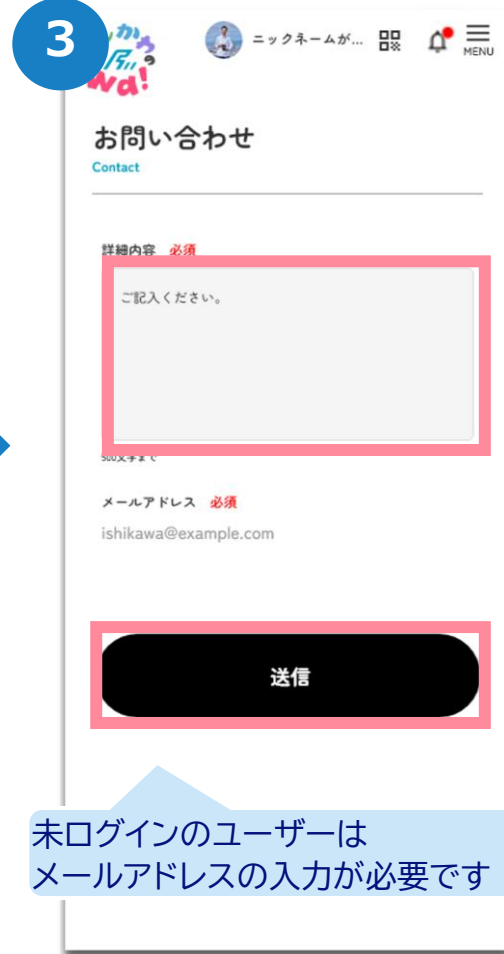 3
ニックネームが...
MENU
お問い合わせ
Contact
詳細内容 必須
ご記入ください。
500文字まで
メールアドレス 必須
ishikawa@example.com
送信
未ログインのユーザーは
メールアドレスの入力が必要です